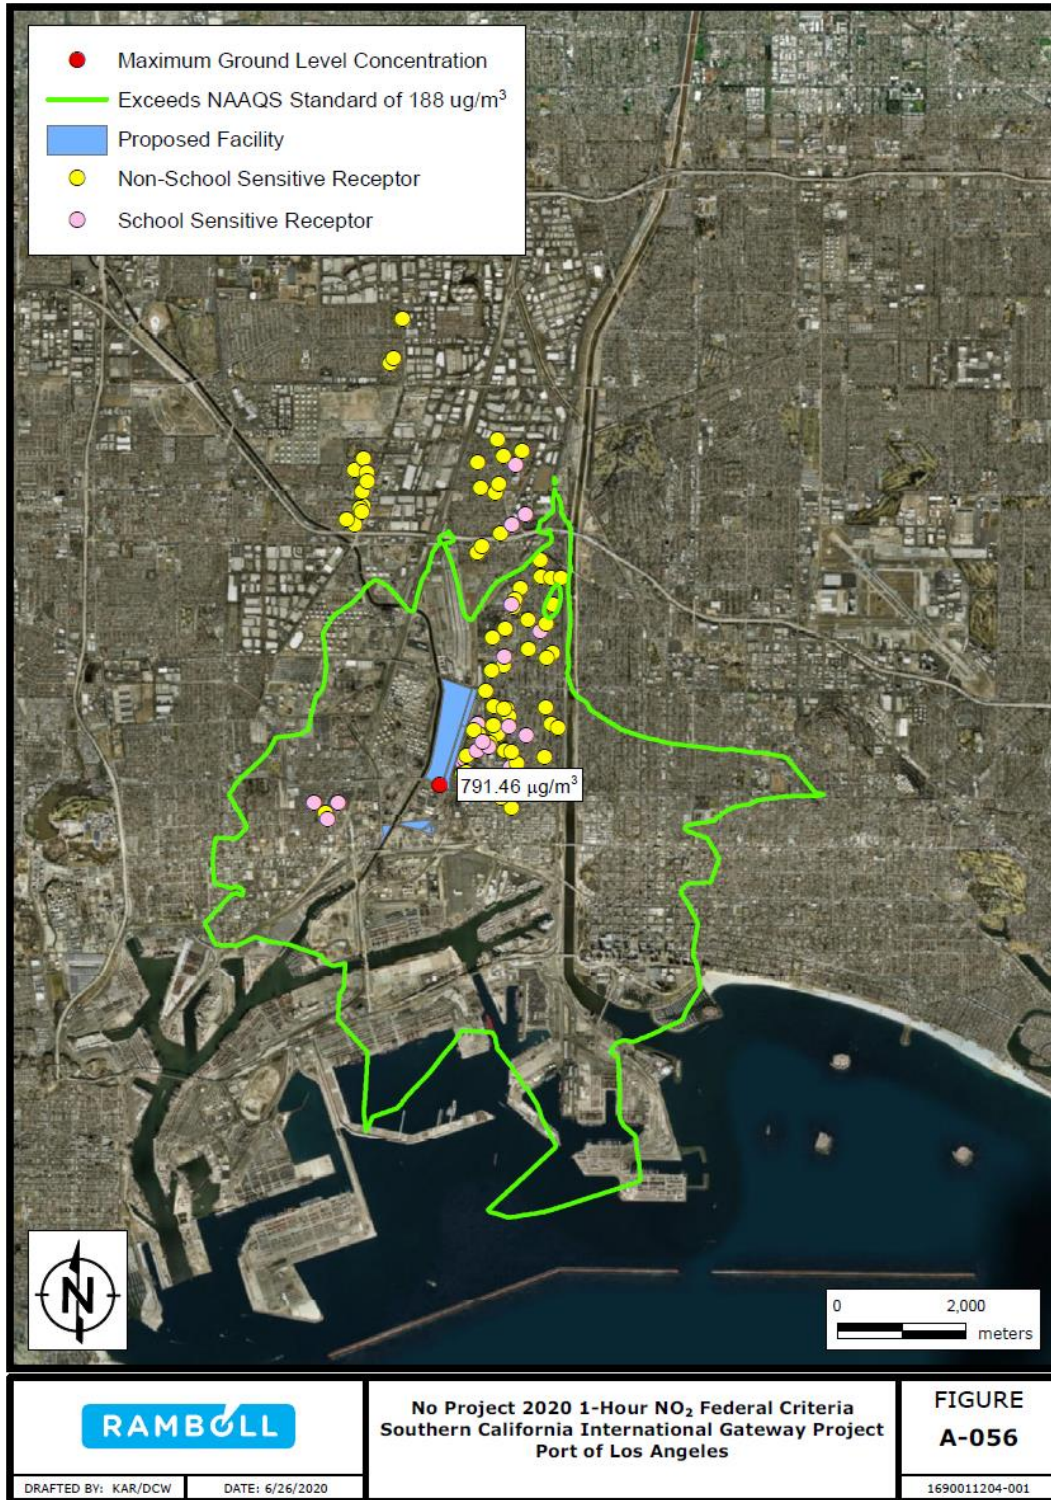 Maximum Ground Level Concentration
Exceeds NAAQS Standard of 188 ug/m³
Proposed Facility
Non-School Sensitive Receptor
School Sensitive Receptor
791.46 µg/m³
N
0 2,000
meters
RAMBOLL
DRAFTED BY: KAR/DCW DATE: 6/26/2020
No Project 2020 1-Hour NO₂ Federal Criteria
Southern California International Gateway Project
Port of Los Angeles
FIGURE
A-056
1690011204-001